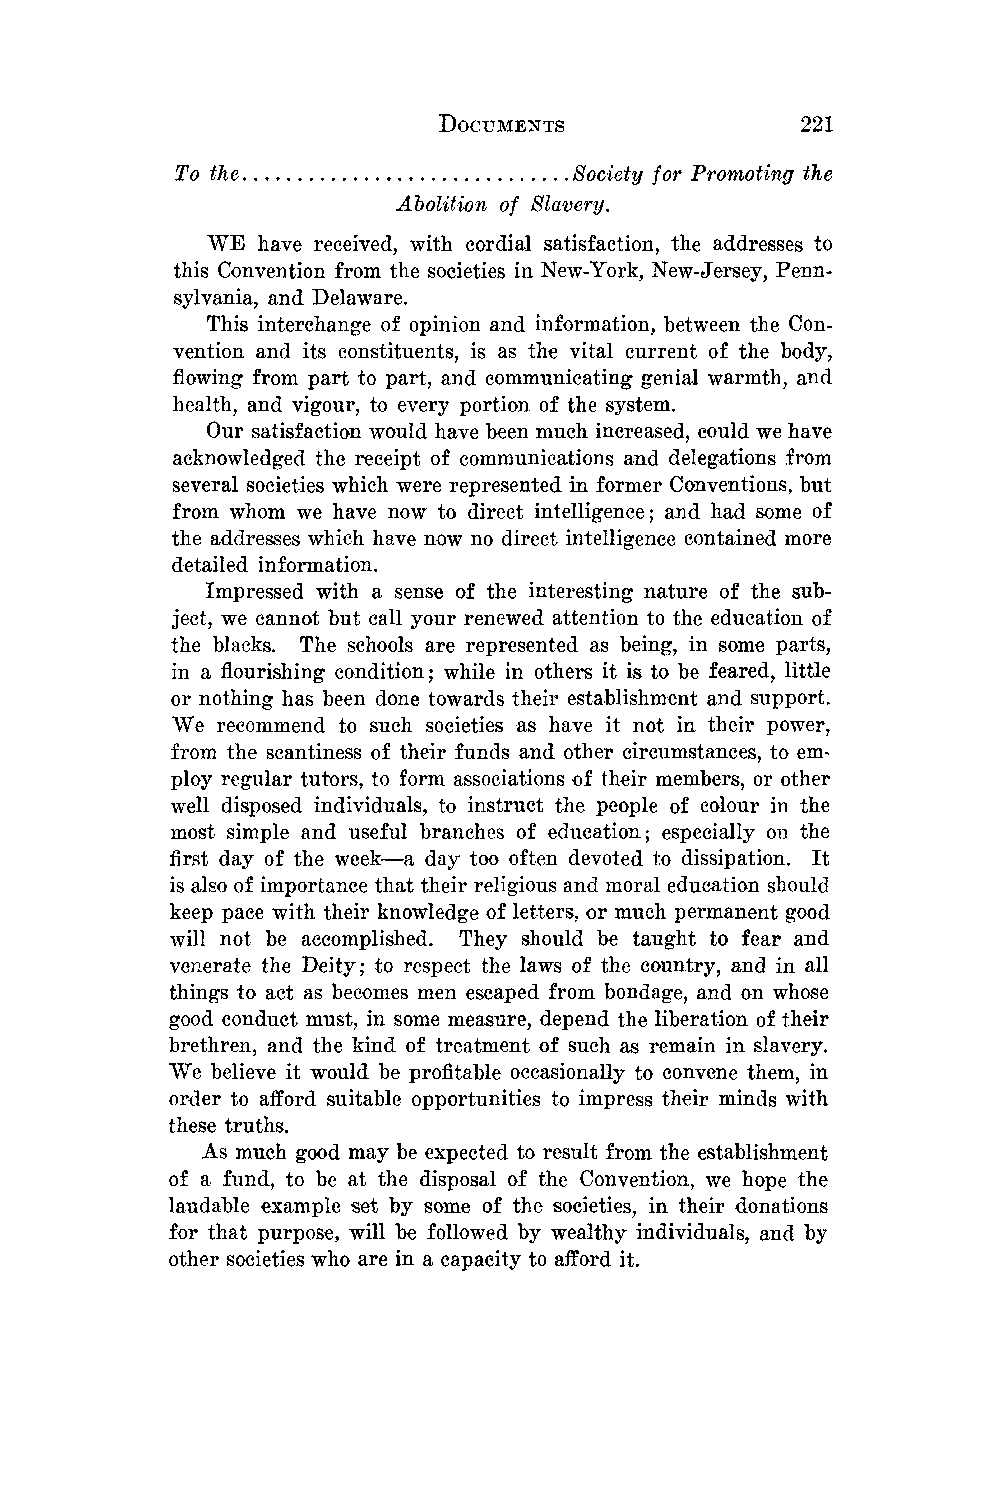 DOCUMENTS 221
To the..............................Society for Promoting the
Abolition of Slavery.
WE have received, with cordial satisfaction, the addresses to
this Convention from the societies in New-York, New-Jersey, Penn-
sylvania, and Delaware.
This interchange of opinion and information, between the Con-
vention and its constituents, is as the vital current of the body,
flowing from part to part, and communicating genial warmth, and
health, and vigour, to every portion of the system.
Our satisfaction would have been much increased, could we have
acknowledged the receipt of communications and delegations from
several societies which were represented in former Conventions, but
from whom we have now to direct intelligence; and had some of
the addresses which have now no direct intelligence contained more
detailed information.
Impressed with a sense of the interesting nature of the sub-
ject, we cannot but call your renewed attention to the education of
the blacks. The schools are represented as being, in some parts,
in a flourishing condition; while in others it is to be feared, little
or nothing has been done towards their establishment and support.
We recommend to such societies as have it not in their power,
from the scantiness of their funds and other circumstances, to em-
ploy regular tutors, to form associations of their members, or other
well disposed individuals, to instruct the people of colour in the
most simple and useful branches of education; especially on the
first day of the week—a day too often devoted to dissipation. It
is also of importance that their religious and moral education should
keep pace with their knowledge of letters, or much permanent good
will not be accomplished. They should be taught to fear and
venerate the Deity; to respect the laws of the country, and in all
things to act as becomes men escaped from bondage, and on whose
good conduct must, in some measure, depend the liberation of their
brethren, and the kind of treatment of such as remain in slavery.
We believe it would be profitable occasionally to convene them, in
order to afford suitable opportunities to impress their minds with
these truths.
As much good may be expected to result from the establishment
of a fund, to be at the disposal of the Convention, we hope the
laudable example set by some of the societies, in their donations
for that purpose, will be followed by wealthy individuals, and by
other societies who are in a capacity to afford it.